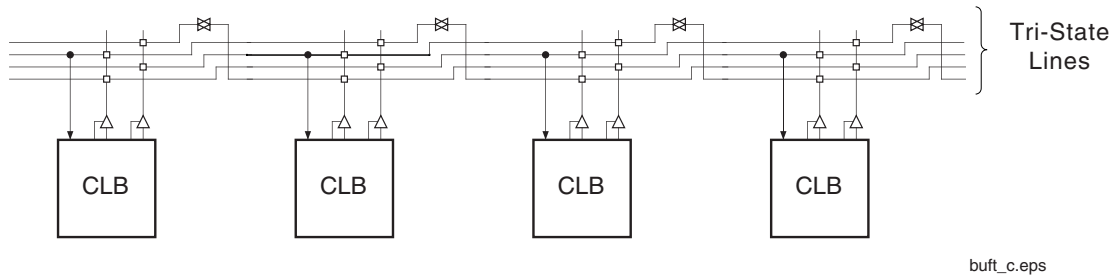 Tri-State
Lines
CLB
CLB
CLB
CLB
buft_c.eps